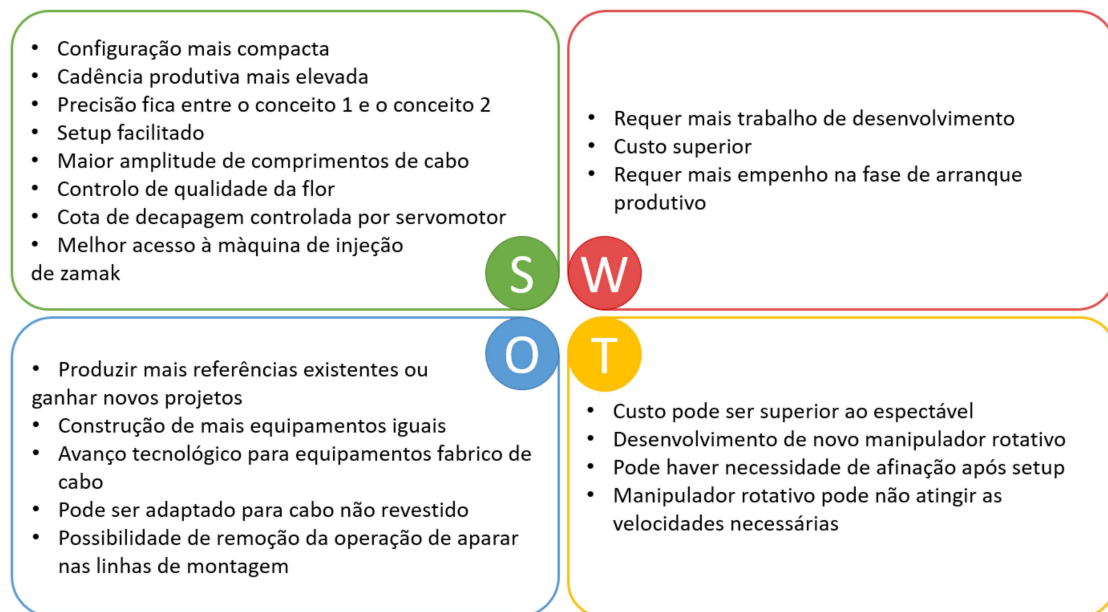 • Configuração mais compacta
• Cadência produtiva mais elevada
• Precisão fica entre o conceito 1 e o conceito 2
• Setup facilitado
• Maior amplitude de comprimentos de cabo
• Controlo de qualidade da flor
• Cota de decapagem controlada por servomotor
• Melhor acesso à màquina de injeção
de zamak
S
• Requer mais trabalho de desenvolvimento
• Custo superior
• Requer mais empenho na fase de arranque
produtivo
W
O
• Produzir mais referências existentes ou
ganhar novos projetos
• Construção de mais equipamentos iguais
• Avanço tecnológico para equipamentos fabrico de
cabo
• Pode ser adaptado para cabo não revestido
• Possibilidade de remoção da operação de aparar
nas linhas de montagem
T
• Custo pode ser superior ao espectável
• Desenvolvimento de novo manipulador rotativo
• Pode haver necessidade de afinação após setup
• Manipulador rotativo pode não atingir as
velocidades necessárias